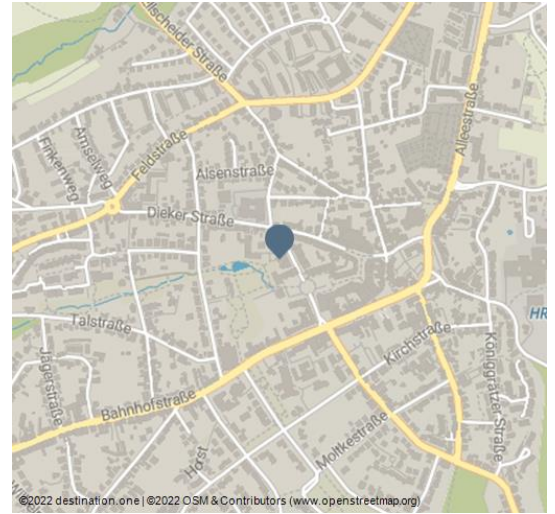 Alleestraße
Feldstraße
Finkenweg
Amselweg
Alsenstraße
Dieker Straße
Talstraße
Jägerstraße
Bahnhofstraße
Kirchstraße
Königgrätzer Straße
Moltkestraße
Horst
HR
©2022 destination.one | ©2022 OSM & Contributors (www.openstreetmap.org)